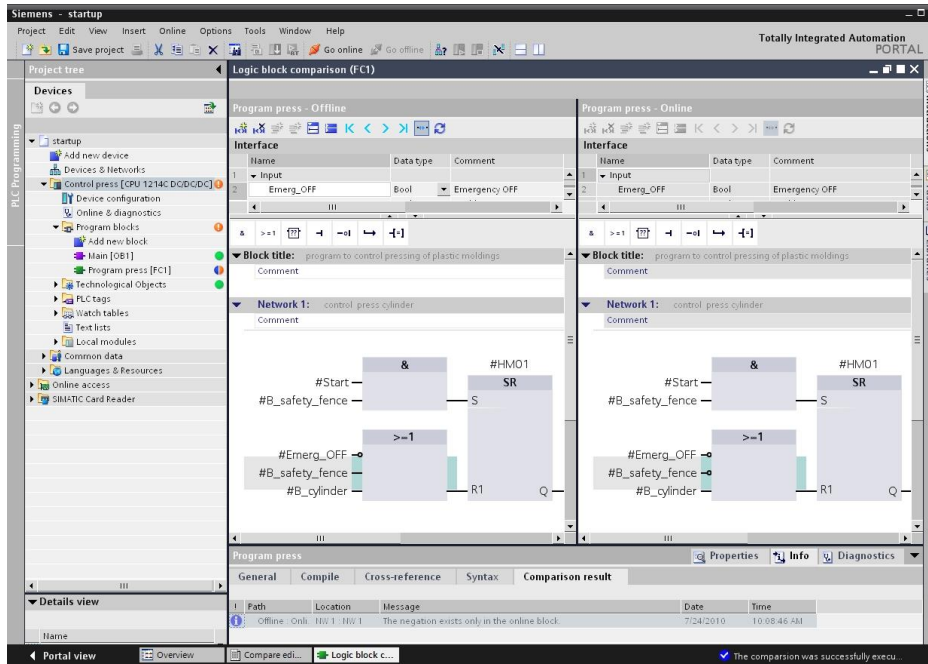 Siemens - startup
Project Edit View Insert Online Options Tools Window Help
Save project Go online Go offline
Totally Integrated Automation
PORTAL
Project tree
Logic block comparison (FC1)
Devices
PLC Programming
startup
Add new device
Devices & Networks
Control press [CPU 1214C DC/DC/DC]
Device configuration
Online & diagnostics
Program blocks
Add new block
Main [OB1]
Program press [FC1]
Technological Objects
PLC tags
Watch tables
Text lists
Local modules
Common data
Languages & Resources
Online access
SIMATIC Card Reader
Details view
Name
Program press - Offline
Interface
Name Data type Comment
1 Input
2 Emerg_OFF Bool Emergency OFF
& >=1 ??
Block title: program to control pressing of plastic moldings
Comment
Network 1: control press cylinder
Comment
& #HM01
#Start SR
#B_safety_fence S
>=1
#Emerg_OFF
#B_safety_fence
#B_cylinder R1 Q
Program press - Online
Interface
Name Data type Comment
1 Input
2 Emerg_OFF Bool Emergency OFF
& >=1 ??
Block title: program to control pressing of plastic moldings
Comment
Network 1: control press cylinder
Comment
& #HM01
#Start SR
#B_safety_fence S
>=1
#Emerg_OFF
#B_safety_fence
#B_cylinder R1 Q
Program press
Properties Info Diagnostics
General Compile Cross-reference Syntax Comparison result
! Path Location Message Date Time
Offline : Onli. NW 1 : NW 1 The negation exists only in the online block. 7/24/2010 10:08:46 AM
Portal view Overview Compare edi... Logic block c...
The comparsion was successfully execu...